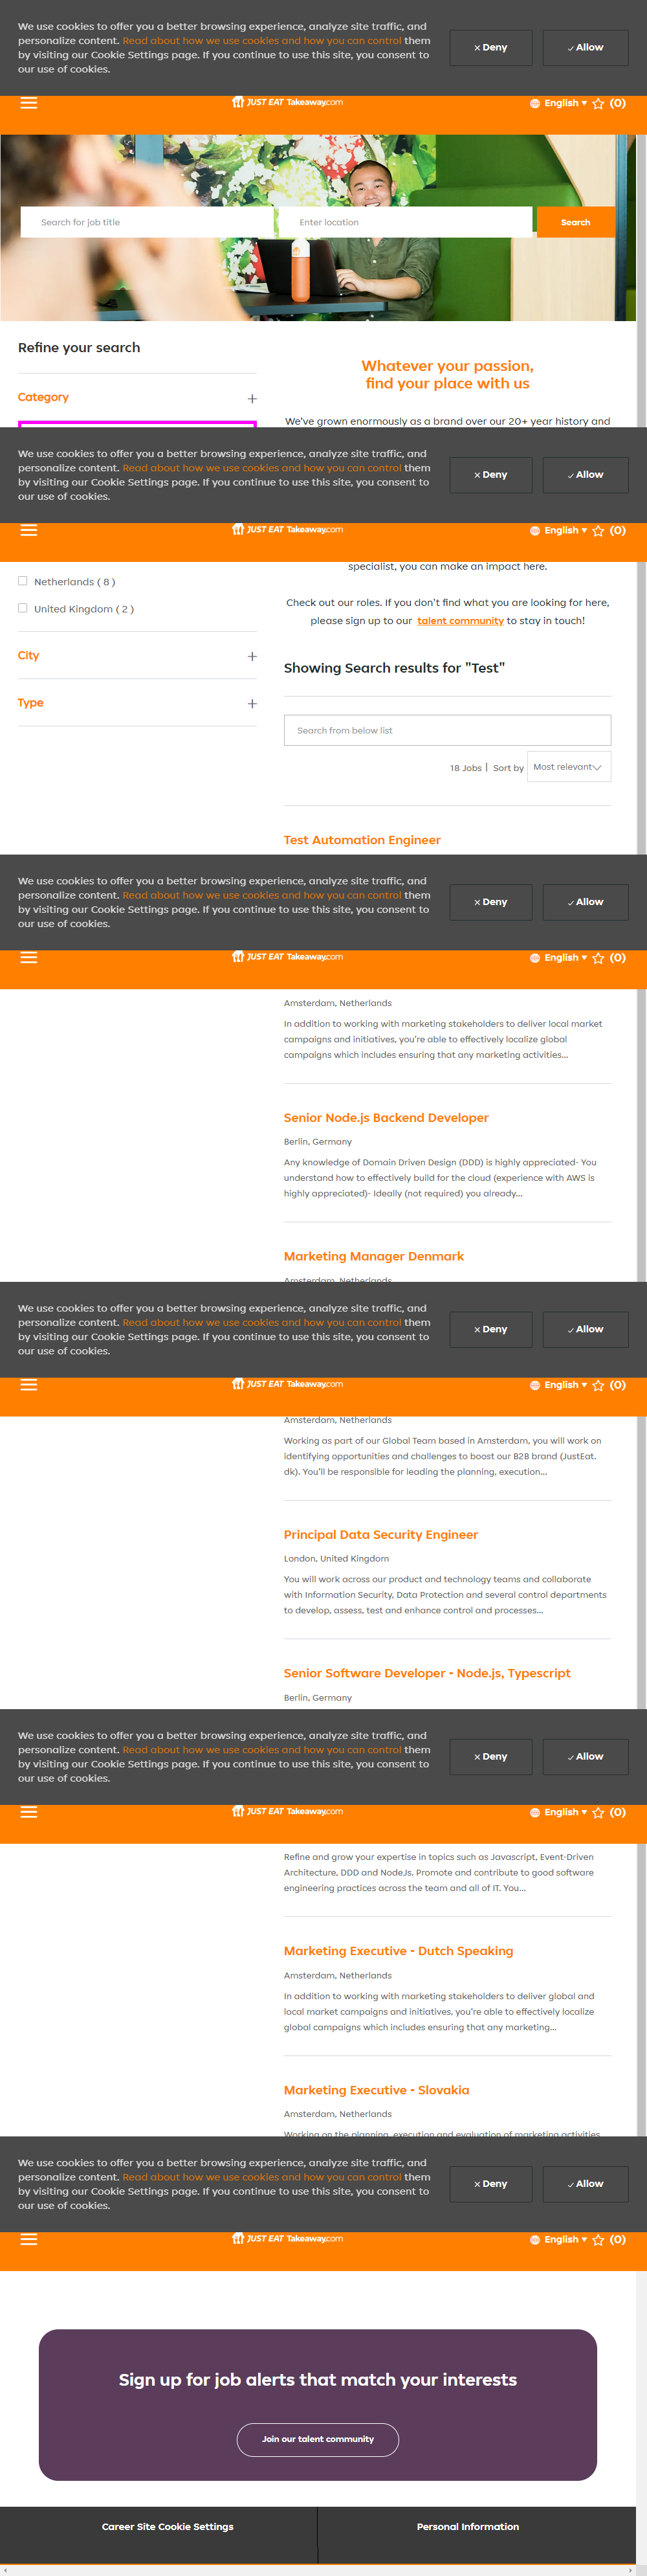 We use cookies to offer you a better browsing experience, analyze site traffic, and
personalize content. Read about how we use cookies and how you can control them
by visiting our Cookie Settings page. If you continue to use this site, you consent to
our use of cookies.
Deny
Allow
JUST EAT Takeaway.com
English
(0)
Search for job title
Enter location
Search
Refine your search
Category
Whatever your passion,
find your place with us
We've grown enormously as a brand over our 20+ year history and
We use cookies to offer you a better browsing experience, analyze site traffic, and
personalize content. Read about how we use cookies and how you can control them
by visiting our Cookie Settings page. If you continue to use this site, you consent to
our use of cookies.
Deny
Allow
JUST EAT Takeaway.com
English
(0)
specialist, you can make an impact here.
Netherlands ( 8 )
United Kingdom ( 2 )
City
Type
Check out our roles. If you don't find what you are looking for here,
please sign up to our talent community to stay in touch!
Showing Search results for "Test"
Search from below list
18 Jobs | Sort by Most relevant
Test Automation Engineer
We use cookies to offer you a better browsing experience, analyze site traffic, and
personalize content. Read about how we use cookies and how you can control them
by visiting our Cookie Settings page. If you continue to use this site, you consent to
our use of cookies.
Deny
Allow
JUST EAT Takeaway.com
English
(0)
Amsterdam, Netherlands
In addition to working with marketing stakeholders to deliver local market
campaigns and initiatives, you're able to effectively localize global
campaigns which includes ensuring that any marketing activities...
Senior Node.js Backend Developer
Berlin, Germany
Any knowledge of Domain Driven Design (DDD) is highly appreciated- You
understand how to effectively build for the cloud (experience with AWS is
highly appreciated)- Ideally (not required) you already...
Marketing Manager Denmark
Amsterdam, Netherlands
We use cookies to offer you a better browsing experience, analyze site traffic, and
personalize content. Read about how we use cookies and how you can control them
by visiting our Cookie Settings page. If you continue to use this site, you consent to
our use of cookies.
Deny
Allow
JUST EAT Takeaway.com
English
(0)
Amsterdam, Netherlands
Working as part of our Global Team based in Amsterdam, you will work on
identifying opportunities and challenges to boost our B2B brand (JustEat.
dk). You'll be responsible for leading the planning, execution...
Principal Data Security Engineer
London, United Kingdom
You will work across our product and technology teams and collaborate
with Information Security, Data Protection and several control departments
to develop, assess, test and enhance control and processes...
Senior Software Developer - Node.js, Typescript
Berlin, Germany
We use cookies to offer you a better browsing experience, analyze site traffic, and
personalize content. Read about how we use cookies and how you can control them
by visiting our Cookie Settings page. If you continue to use this site, you consent to
our use of cookies.
Deny
Allow
JUST EAT Takeaway.com
English
(0)
Refine and grow your expertise in topics such as Javascript, Event-Driven
Architecture, DDD and NodeJs. Promote and contribute to good software
engineering practices across the team and all of IT. You...
Marketing Executive - Dutch Speaking
Amsterdam, Netherlands
In addition to working with marketing stakeholders to deliver global and
local market campaigns and initiatives, you're able to effectively localize
global campaigns which includes ensuring that any marketing...
Marketing Executive - Slovakia
Amsterdam, Netherlands
Working on the planning, execution and evaluation of marketing activities
We use cookies to offer you a better browsing experience, analyze site traffic, and
personalize content. Read about how we use cookies and how you can control them
by visiting our Cookie Settings page. If you continue to use this site, you consent to
our use of cookies.
Deny
Allow
JUST EAT Takeaway.com
English
(0)
Sign up for job alerts that match your interests
Join our talent community
Career Site Cookie Settings
Personal Information